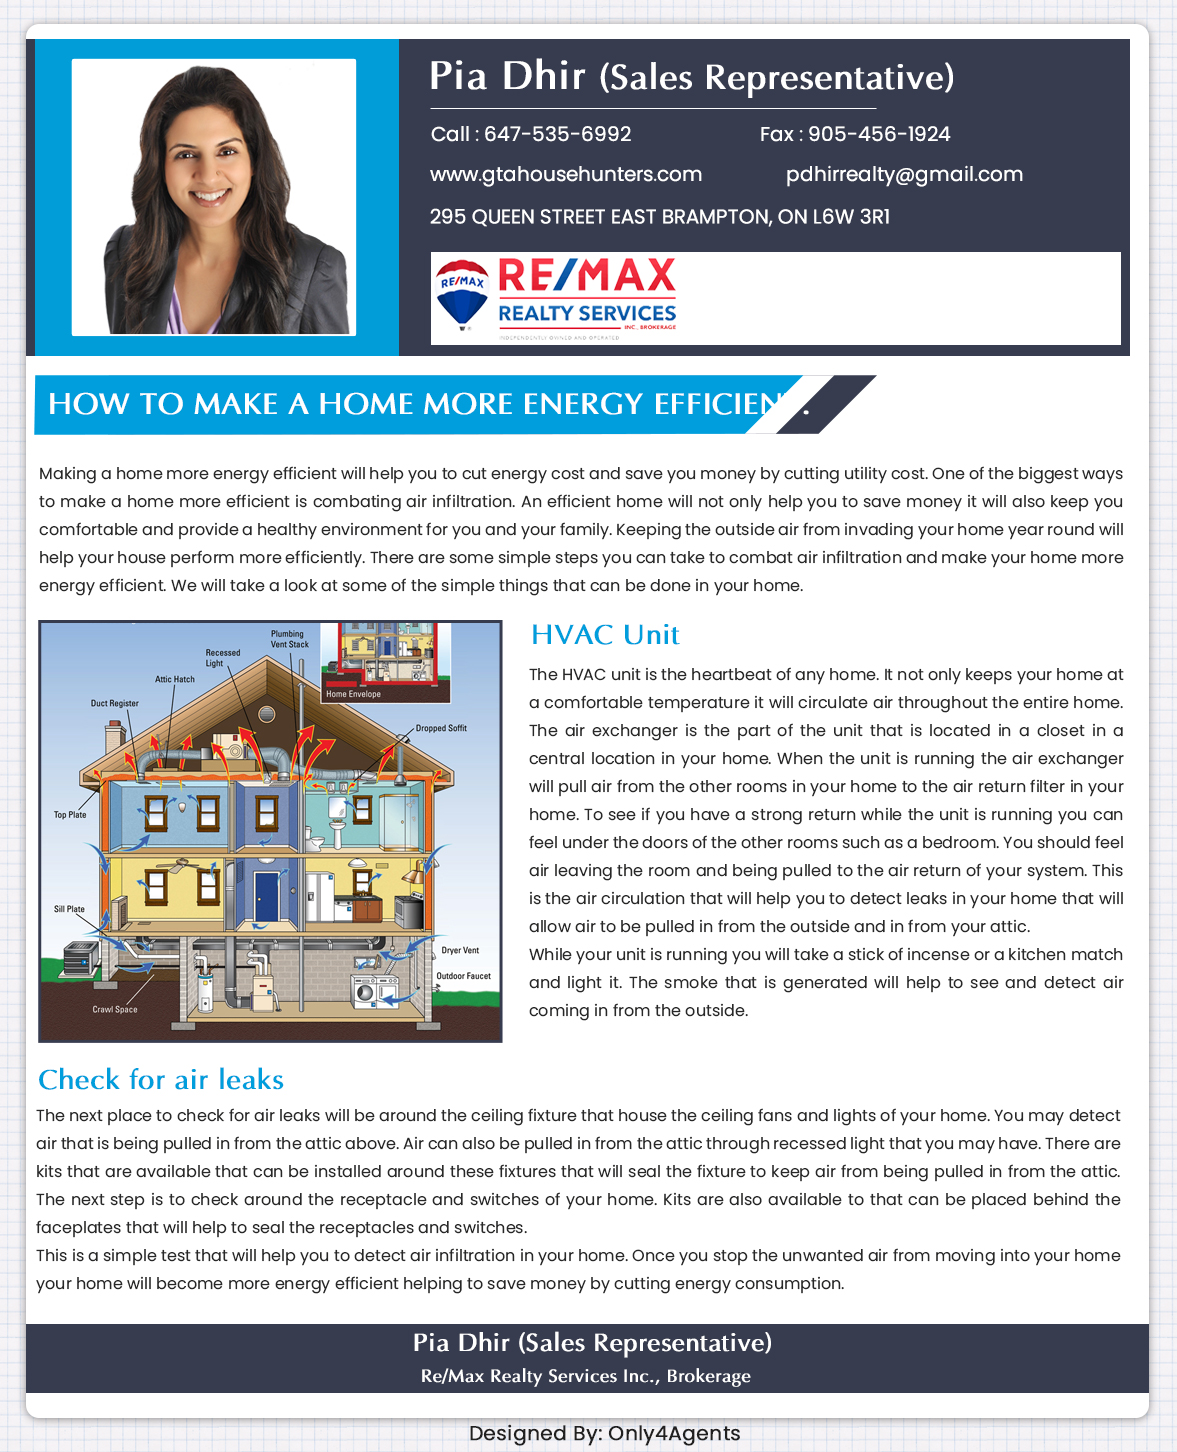 Pia Dhir (Sales Representative)
Call : 647-535-6992
Fax : 905-456-1924
www.gtahousehunters.com
pdhirrealty@gmail.com
295 QUEEN STREET EAST BRAMPTON, ON L6W 3R1
RE/MAX
RE/MAX
REALTY SERVICES
INC., BROKERAGE
INDEPENDENTLY OWNED AND OPERATED
HOW TO MAKE A HOME MORE ENERGY EFFICIENT.
Making a home more energy efficient will help you to cut energy cost and save you money by cutting utility cost. One of the biggest ways
to make a home more efficient is combating air infiltration. An efficient home will not only help you to save money it will also keep you
comfortable and provide a healthy environment for you and your family. Keeping the outside air from invading your home year round will
help your house perform more efficiently. There are some simple steps you can take to combat air infiltration and make your home more
energy efficient. We will take a look at some of the simple things that can be done in your home.
Plumbing
Vent Stack
Recessed
Light
Attic Hatch
Duct Register
Home Envelope
Dropped Soffit
Top Plate
Sill Plate
Dryer Vent
Outdoor Faucet
Crawl Space
HVAC Unit
The HVAC unit is the heartbeat of any home. It not only keeps your home at
a comfortable temperature it will circulate air throughout the entire home.
The air exchanger is the part of the unit that is located in a closet in a
central location in your home. When the unit is running the air exchanger
will pull air from the other rooms in your home to the air return filter in your
home. To see if you have a strong return while the unit is running you can
feel under the doors of the other rooms such as a bedroom. You should feel
air leaving the room and being pulled to the air return of your system. This
is the air circulation that will help you to detect leaks in your home that will
allow air to be pulled in from the outside and in from your attic.
While your unit is running you will take a stick of incense or a kitchen match
and light it. The smoke that is generated will help to see and detect air
coming in from the outside.
Check for air leaks
The next place to check for air leaks will be around the ceiling fixture that house the ceiling fans and lights of your home. You may detect
air that is being pulled in from the attic above. Air can also be pulled in from the attic through recessed light that you may have. There are
kits that are available that can be installed around these fixtures that will seal the fixture to keep air from being pulled in from the attic.
The next step is to check around the receptacle and switches of your home. Kits are also available to that can be placed behind the
faceplates that will help to seal the receptacles and switches.
This is a simple test that will help you to detect air infiltration in your home. Once you stop the unwanted air from moving into your home
your home will become more energy efficient helping to save money by cutting energy consumption.
Pia Dhir (Sales Representative)
Re/Max Realty Services Inc., Brokerage
Designed By: Only4Agents